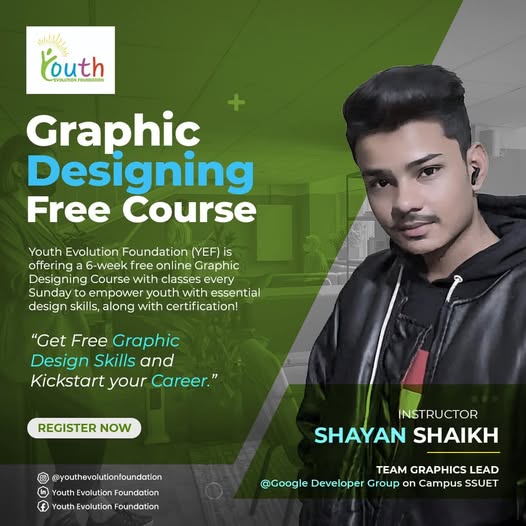 Youth
EVOLUTION FOUNDATION
Graphic
Designing
Free Course
Youth Evolution Foundation (YEF) is
offering a 6-week free online Graphic
Designing Course with classes every
Sunday to empower youth with essential
design skills, along with certification!
“Get Free Graphic
Design Skills and
Kickstart your Career.”
REGISTER NOW
@youthevolutionfoundation
Youth Evolution Foundation
Youth Evolution Foundation
INSTRUCTOR
SHAYAN SHAIKH
TEAM GRAPHICS LEAD
@Google Developer Group on Campus SSUET